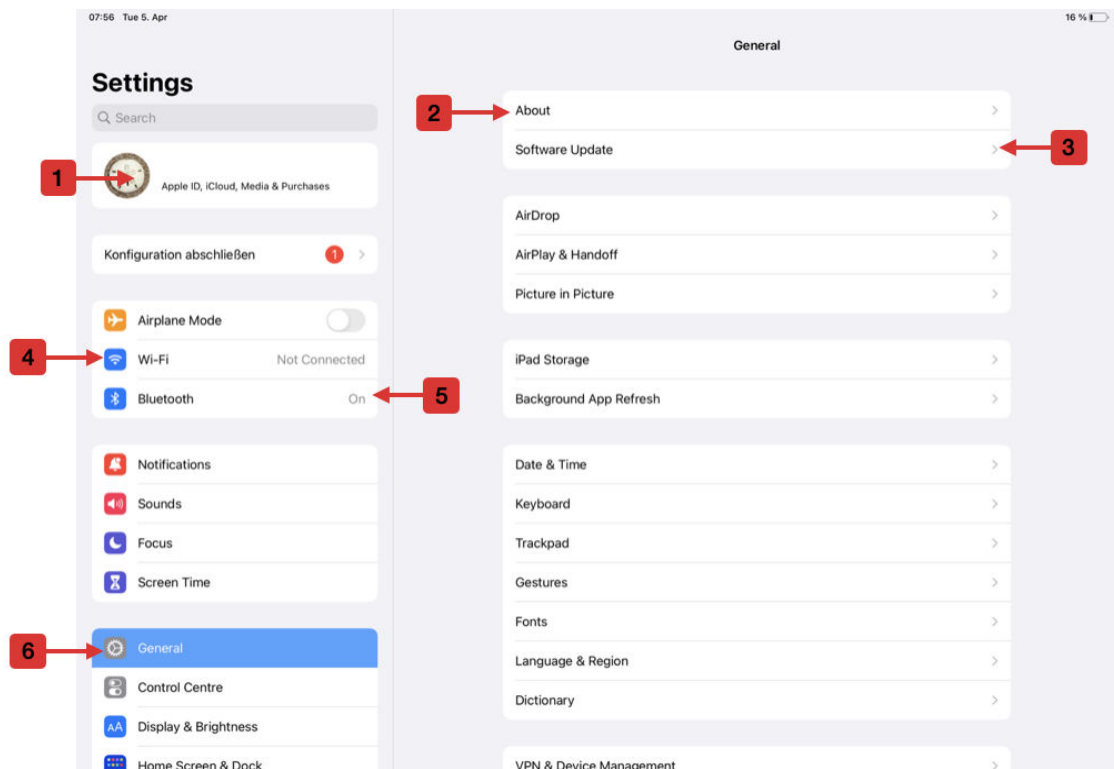 07:56 Tue 5. Apr
16 %
Settings
Search
1
Apple ID, iCloud, Media & Purchases
Konfiguration abschließen 1
Airplane Mode
4
Wi-Fi Not Connected
Bluetooth On
5
Notifications
Sounds
Focus
Screen Time
6
General
Control Centre
AA Display & Brightness
Home Screen & Dock
General
2
About
Software Update
3
AirDrop
AirPlay & Handoff
Picture in Picture
iPad Storage
Background App Refresh
Date & Time
Keyboard
Trackpad
Gestures
Fonts
Language & Region
Dictionary
VPN & Device Management